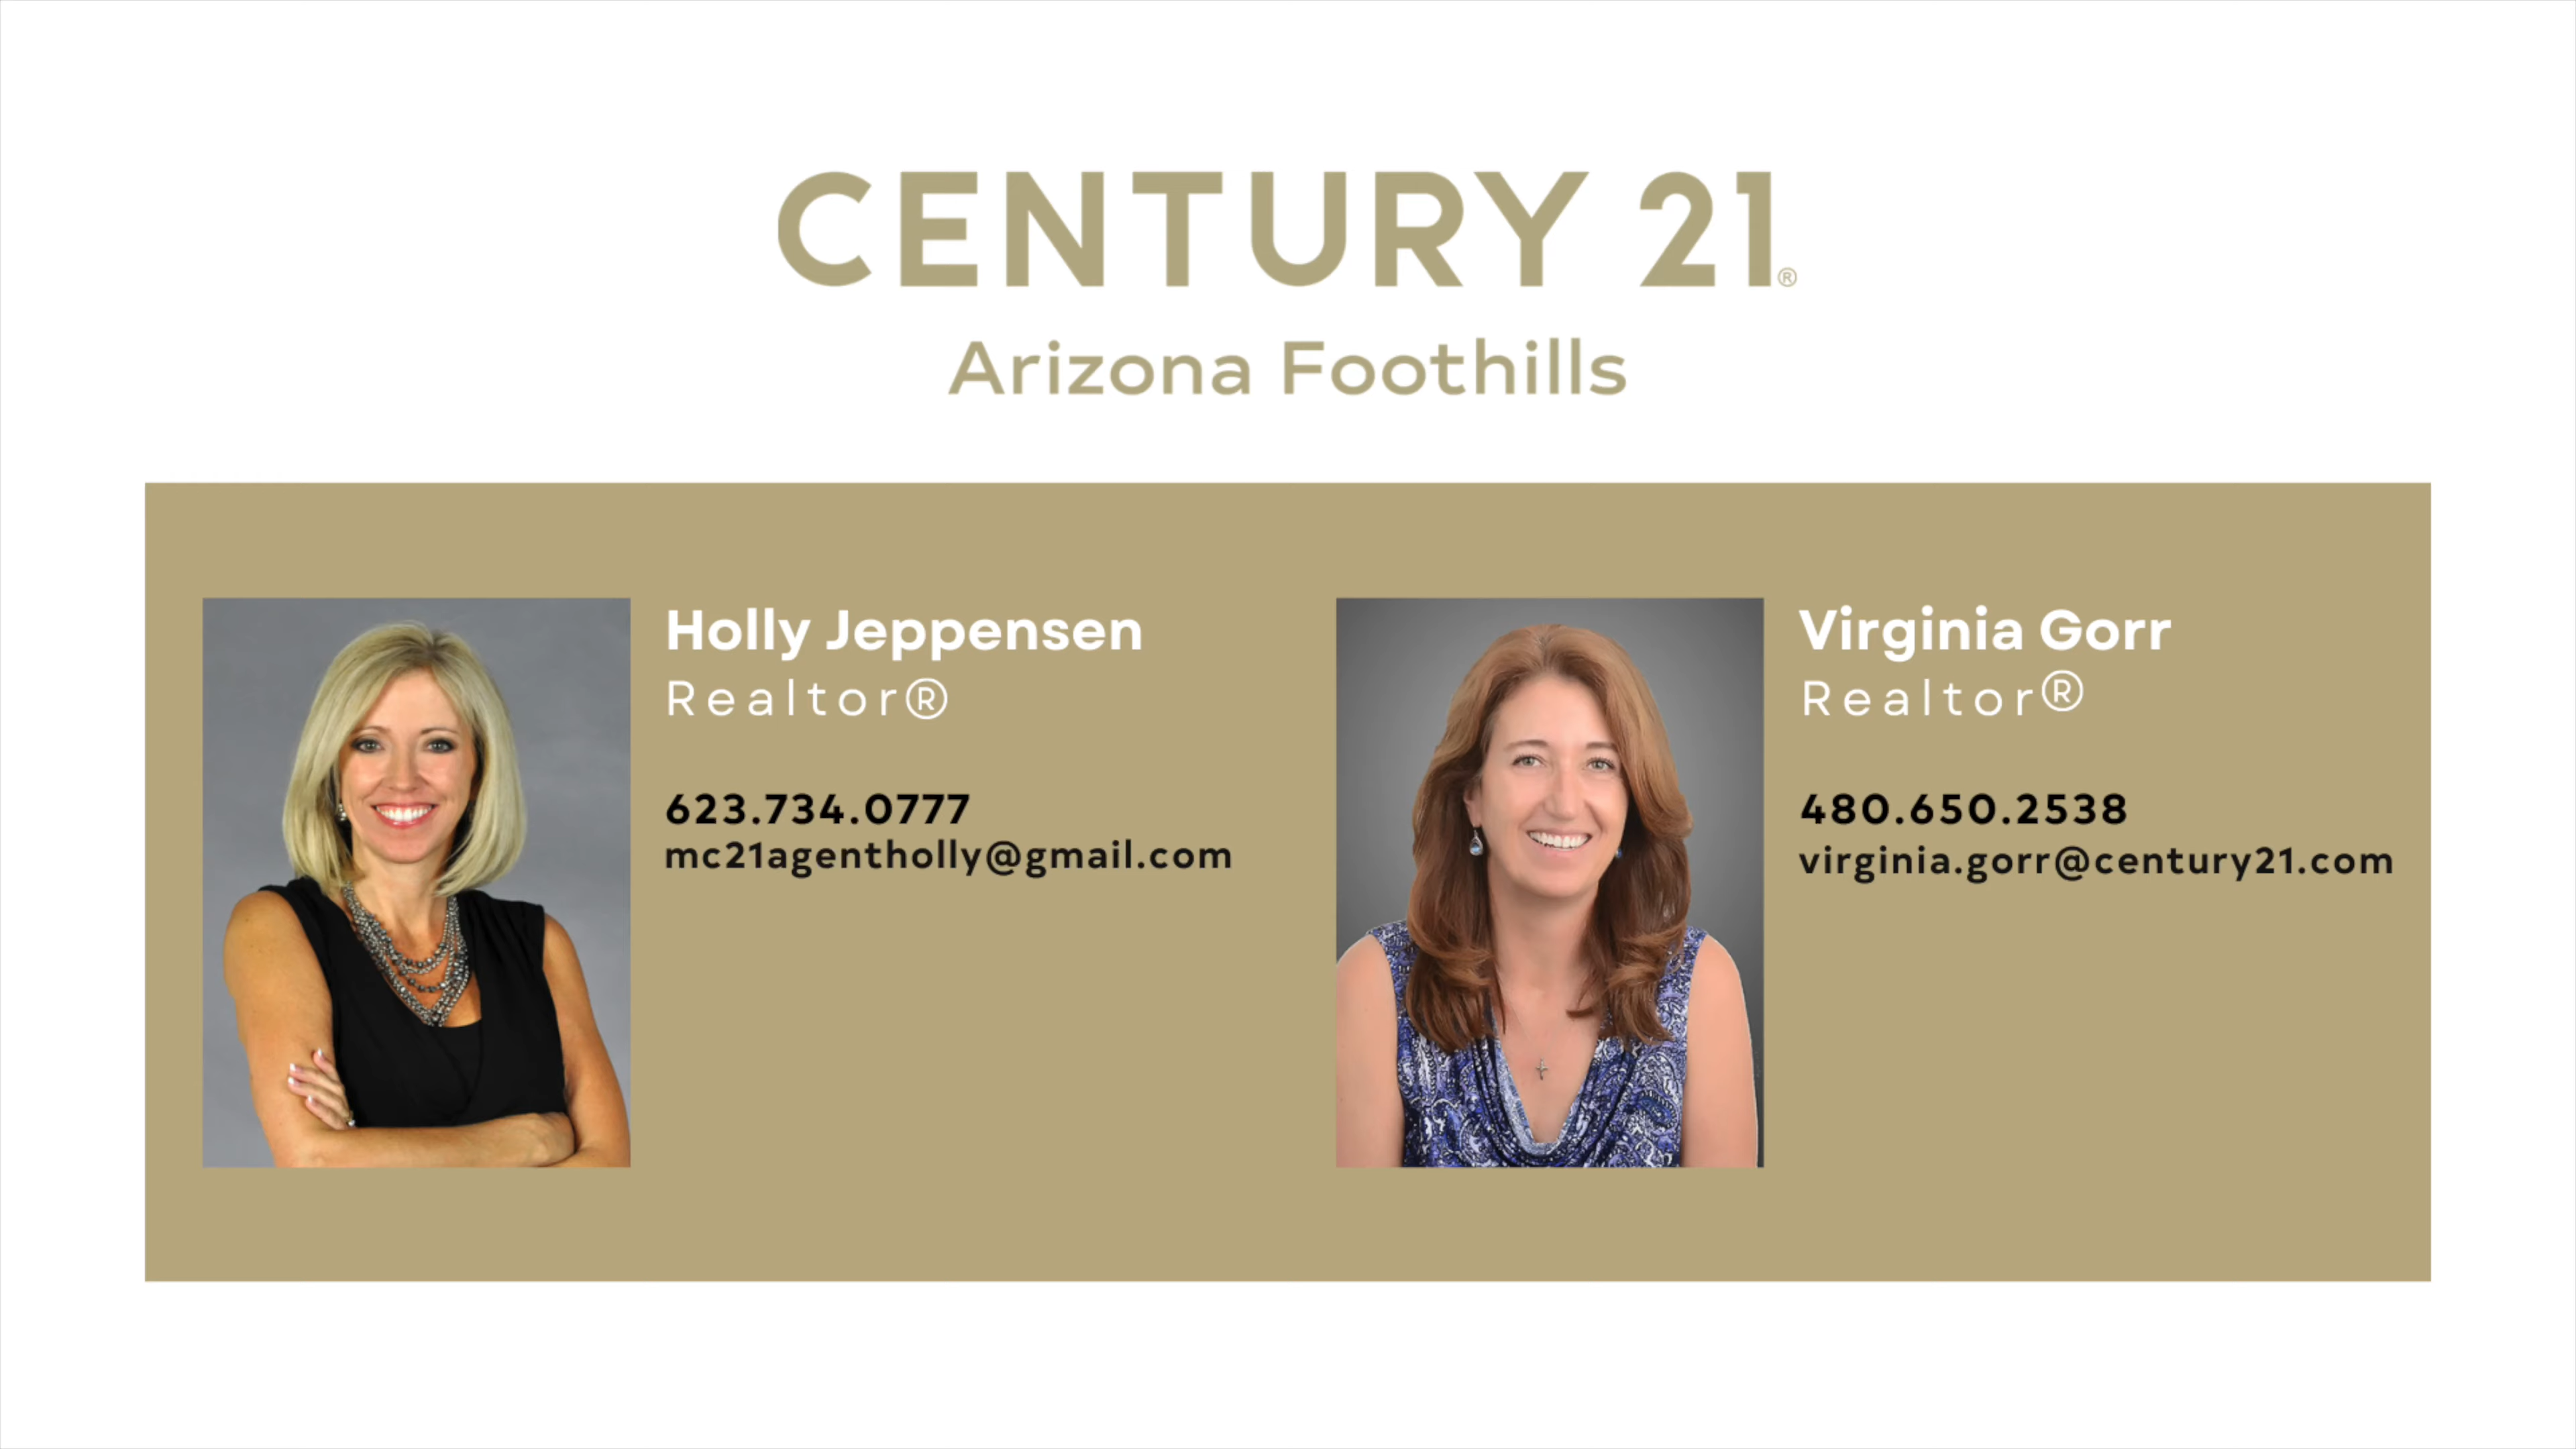 CENTURY 21®
Arizona Foothills
Holly Jeppensen
Realtor®
623.734.0777
mc21agentholly@gmail.com
Virginia Gorr
Realtor®
480.650.2538
virginia.gorr@century21.com